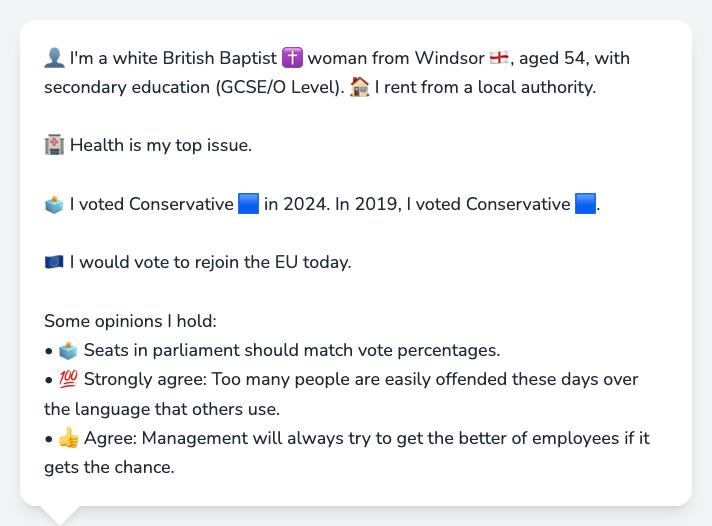 👤 I'm a white British Baptist ✝️ woman from Windsor 🏴󠁧󠁢󠁥󠁮󠁧󠁿, aged 54, with
secondary education (GCSE/O Level). 🏠 I rent from a local authority.
🏥 Health is my top issue.
🗳️ I voted Conservative 🟦 in 2024. In 2019, I voted Conservative 🟦.
🇪🇺 I would vote to rejoin the EU today.
Some opinions I hold:
• 🗳️ Seats in parliament should match vote percentages.
• 💯 Strongly agree: Too many people are easily offended these days over
the language that others use.
• 👍 Agree: Management will always try to get the better of employees if it
gets the chance.